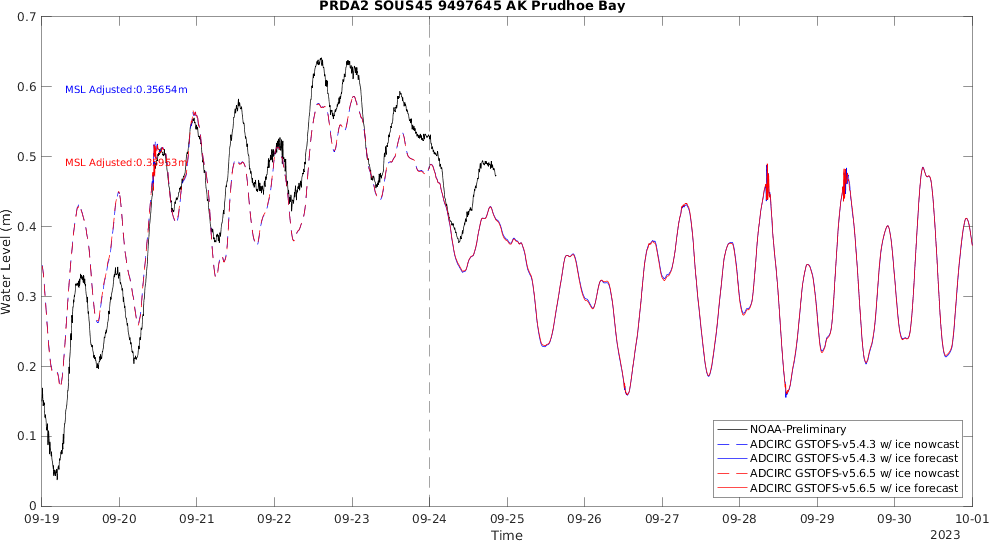 PRDA2 SOUS45 9497645 AK Prudhoe Bay
Water Level (m)
0.7
0.6
0.5
0.4
0.3
0.2
0.1
0
MSL Adjusted:0.35654m
MSL Adjusted:
NOAA-Preliminary
ADCIRC GSTOFS-v5.4.3 w/ ice nowcast
ADCIRC GSTOFS-v5.4.3 w/ ice forecast
ADCIRC GSTOFS-v5.6.5 w/ ice nowcast
ADCIRC GSTOFS-v5.6.5 w/ ice forecast
09-19 09-20 09-21 09-22 09-23 09-24 09-25 09-26 09-27 09-28 09-29 09-30 10-01
Time
2023